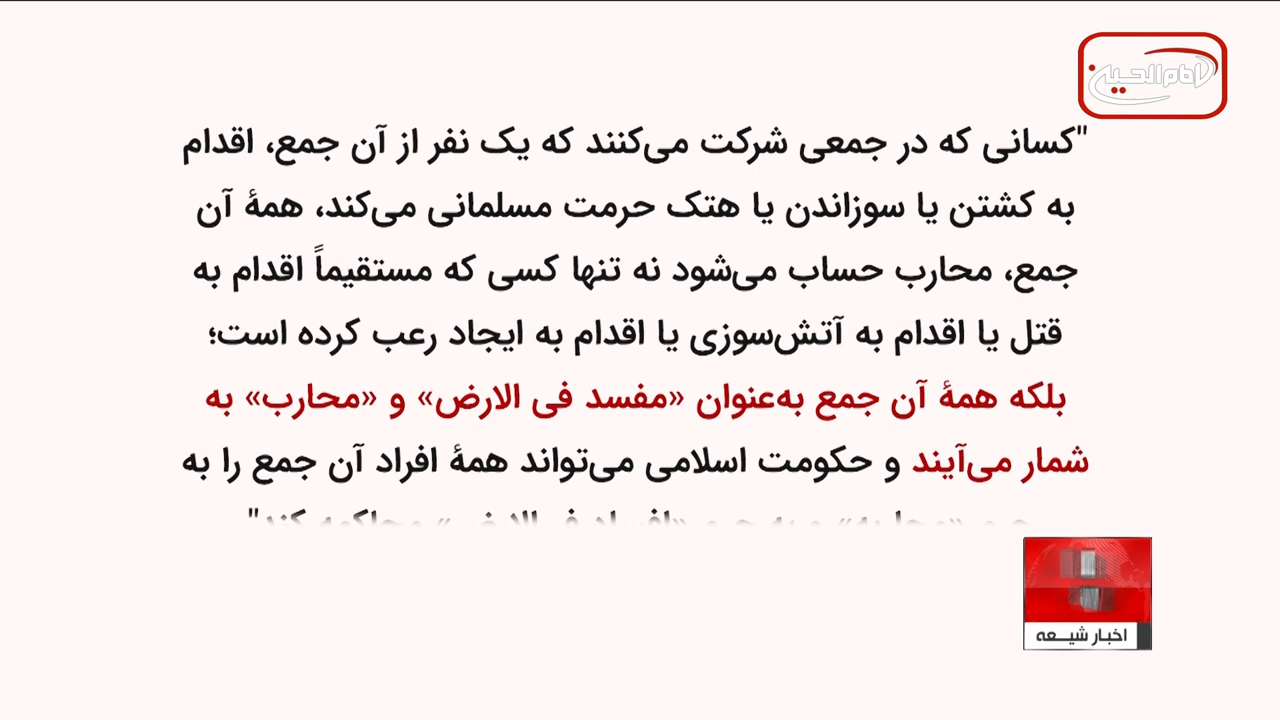 امام الحسین
"کسانی که در جمعی شرکت می‌کنند که یک نفر از آن جمع، اقدام
به کشتن یا سوزاندن یا هتک حرمت مسلمانی می‌کند، همهٔ آن
جمع، محارب حساب می‌شود نه تنها کسی که مستقیماً اقدام به
قتل یا اقدام به آتش‌سوزی یا اقدام به ایجاد رعب کرده است؛
بلکه همهٔ آن جمع به‌عنوان «مفسد فی الارض» و «محارب» به
شمار می‌آیند و حکومت اسلامی می‌تواند همهٔ افراد آن جمع را به
اخبار شیـــعه